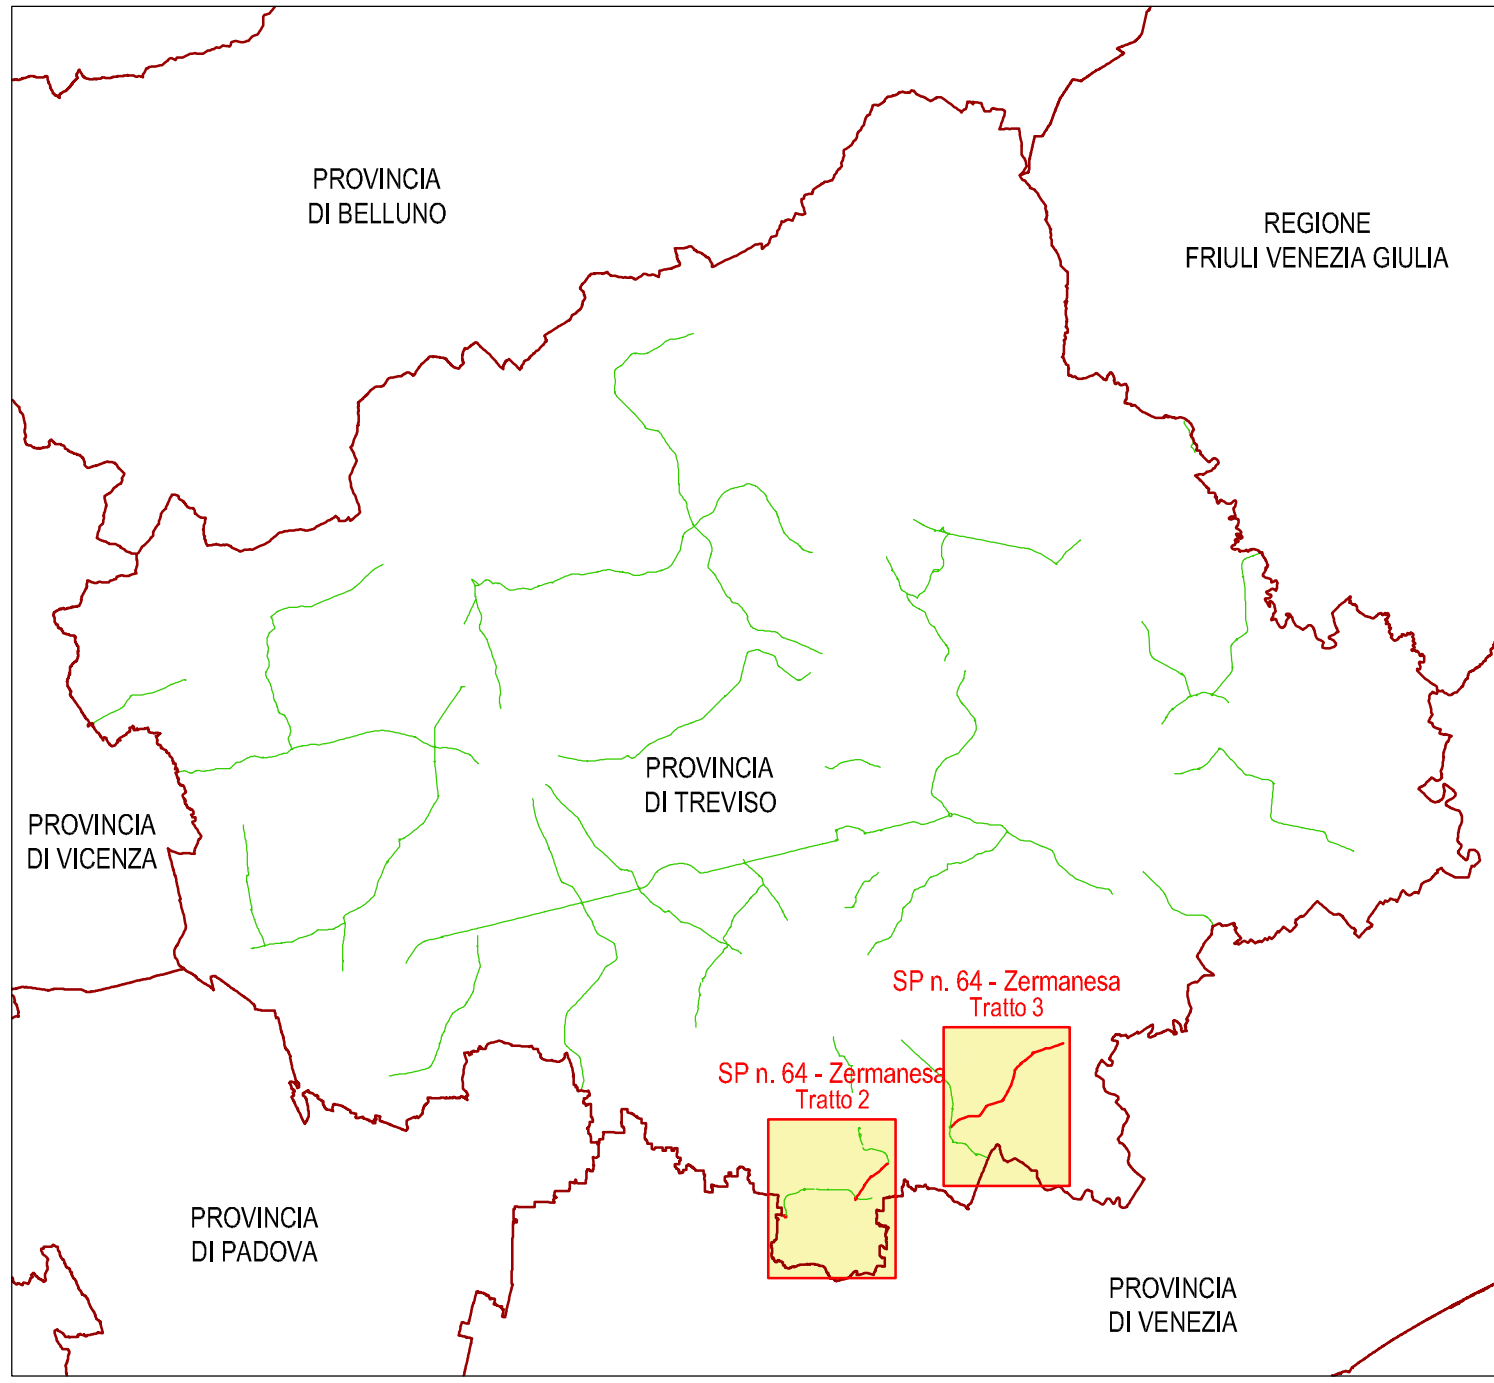 PROVINCIA
DI BELLUNO
REGIONE
FRIULI VENEZIA GIULIA
PROVINCIA
DI TREVISO
PROVINCIA
DI VICENZA
SP n. 64 - Zermanesa
Tratto 3
SP n. 64 - Zermanesa
Tratto 2
PROVINCIA
DI PADOVA
PROVINCIA
DI VENEZIA